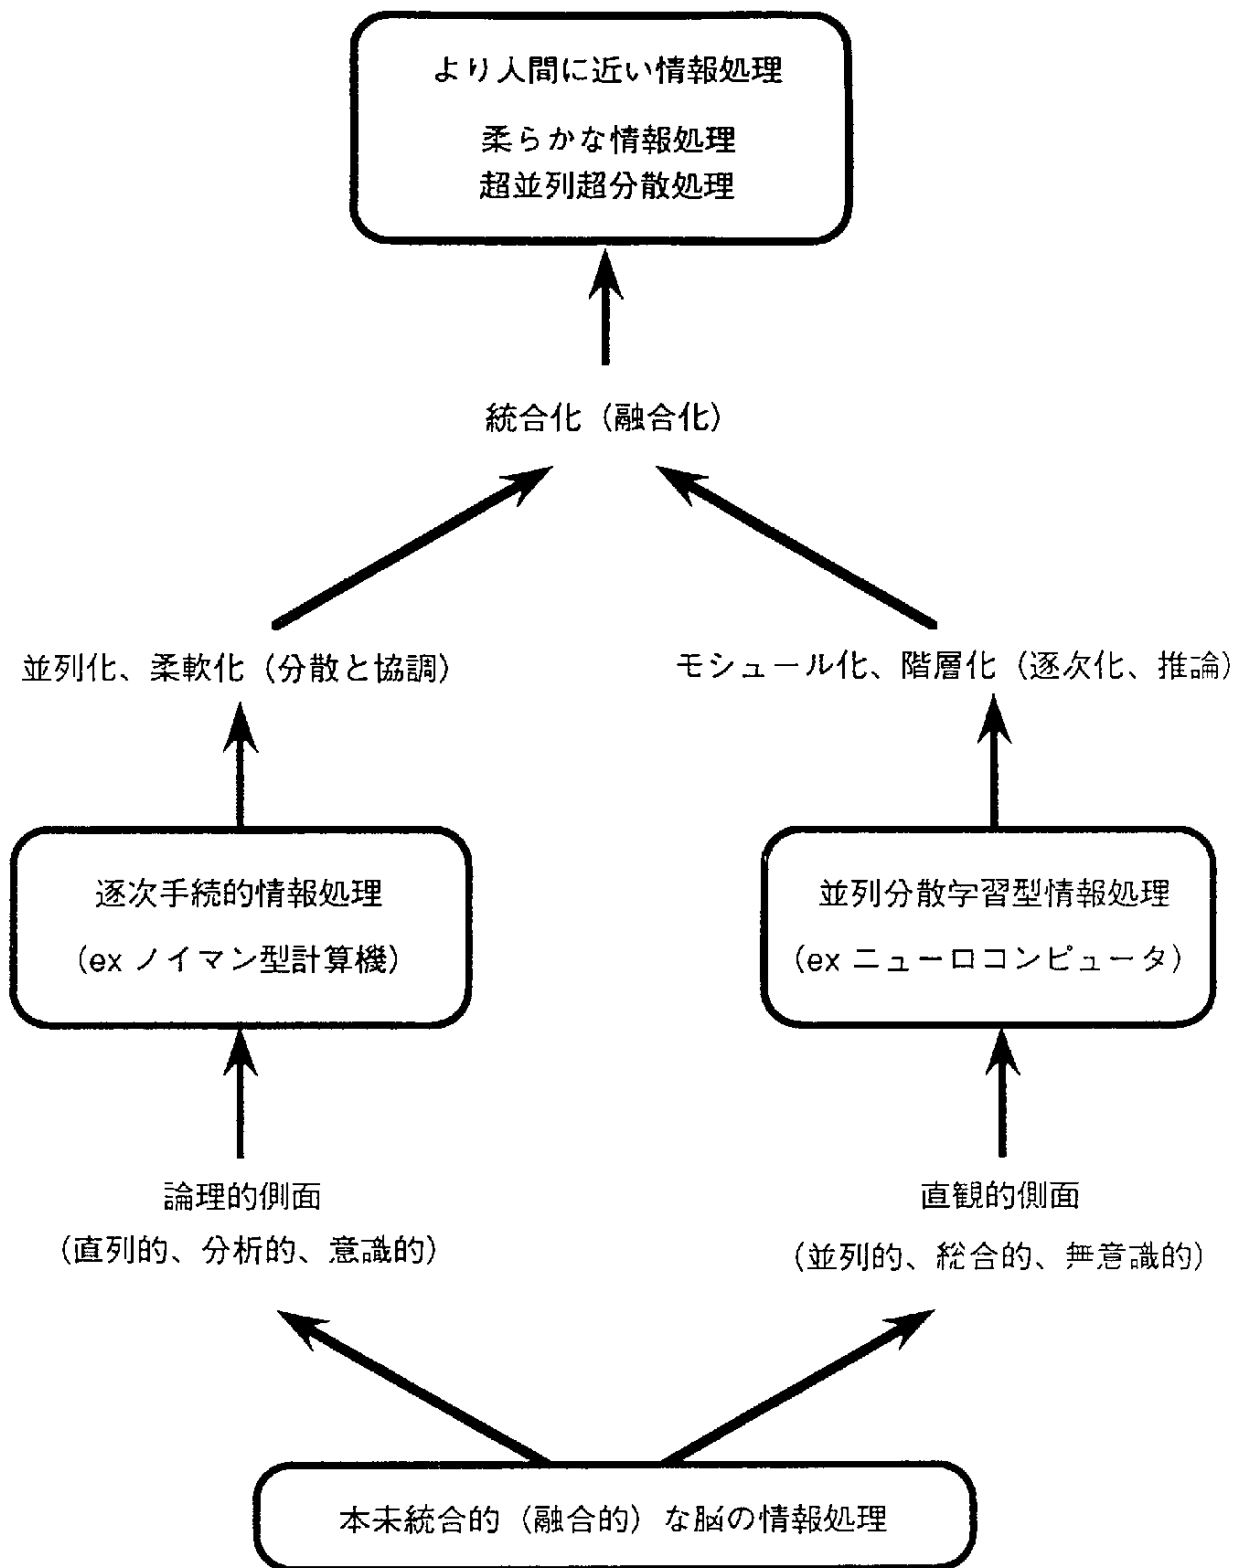 より人間に近い情報処理
柔らかな情報処理
超並列超分散処理
統合化（融合化）
並列化、柔軟化（分散と協調）
モシュール化、階層化（逐次化、推論）
逐次手続的情報処理
（ex ノイマン型計算機）
並列分散学習型情報処理
（ex ニューロコンピュータ）
論理的側面
（直列的、分析的、意識的）
直観的側面
（並列的、総合的、無意識的）
本未統合的（融合的）な脳の情報処理